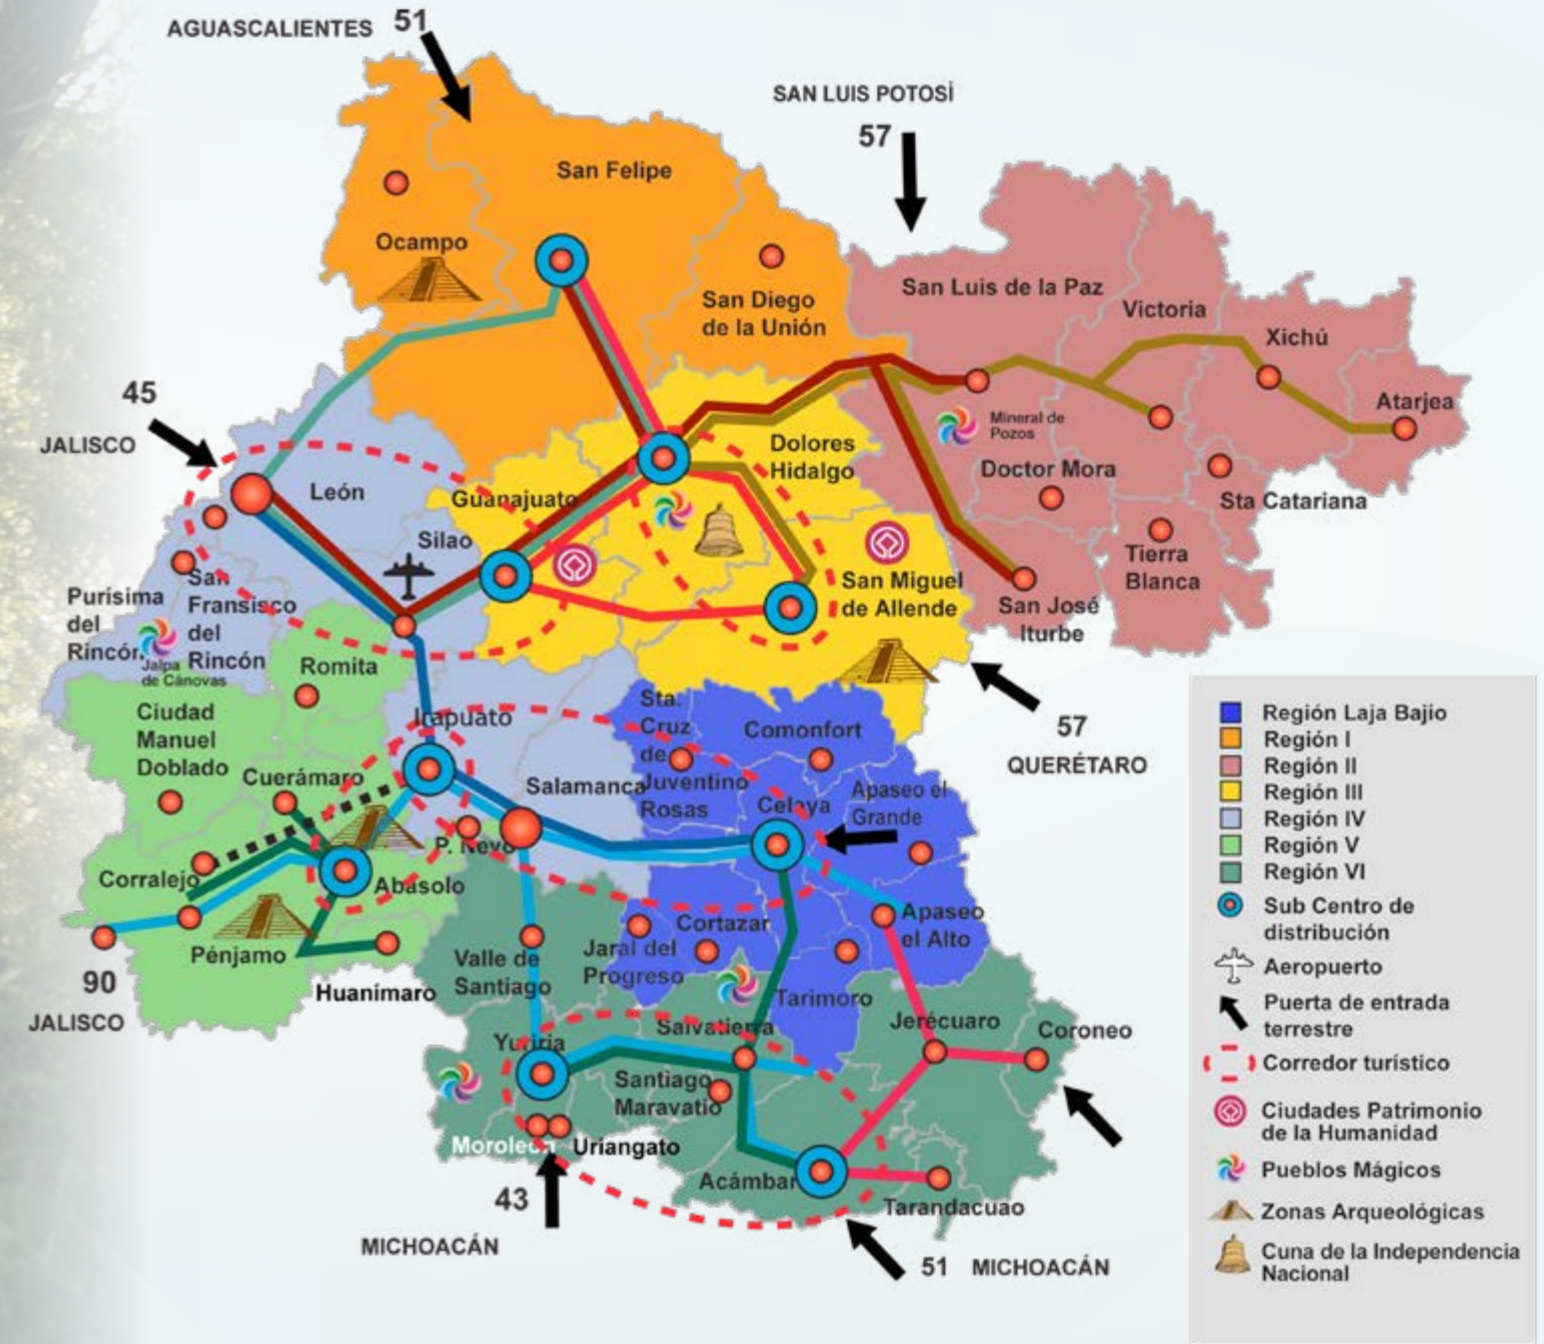 AGUASCALIENTES
51
SAN LUIS POTOSÍ
57
San Felipe
Ocampo
San Diego
de la Unión
San Luis de la Paz
Victoria
Xichú
Atarjea
45
JALISCO
León
Guanajuato
Silao
Dolores
Hidalgo
Mineral de
Pozos
Doctor Mora
Sta Catariana
Tierra
Blanca
San Miguel
de Allende
San José
Iturbe
Purísima
del
Rincón
San
Fransisco
del
Rincón
Jalpa
de Cánovas
Romita
Ciudad
Manuel
Doblado
Cuerámaro
Irapuato
Salamanca
P. Nevo
Sta.
Cruz
de
Juventino
Rosas
Comonfort
Celaya
Apaseo el
Grande
57
QUERÉTARO
Corralejo
Abasolo
Pénjamo
Huanímaro
90
JALISCO
Valle de
Santiago
Jaral del
Progreso
Cortazar
Apaseo
el Alto
Tarimoro
Salvatierra
Jerécuaro
Coroneo
Yuriria
Santiago
Maravatio
Moroleón
Uriangato
Acámbar
Tarandacuao
43
MICHOACÁN
51
MICHOACÁN
Región Laja Bajío
Región I
Región II
Región III
Región IV
Región V
Región VI
Sub Centro de
distribución
Aeropuerto
Puerta de entrada
terrestre
Corredor turístico
Ciudades Patrimonio
de la Humanidad
Pueblos Mágicos
Zonas Arqueológicas
Cuna de la Independencia
Nacional